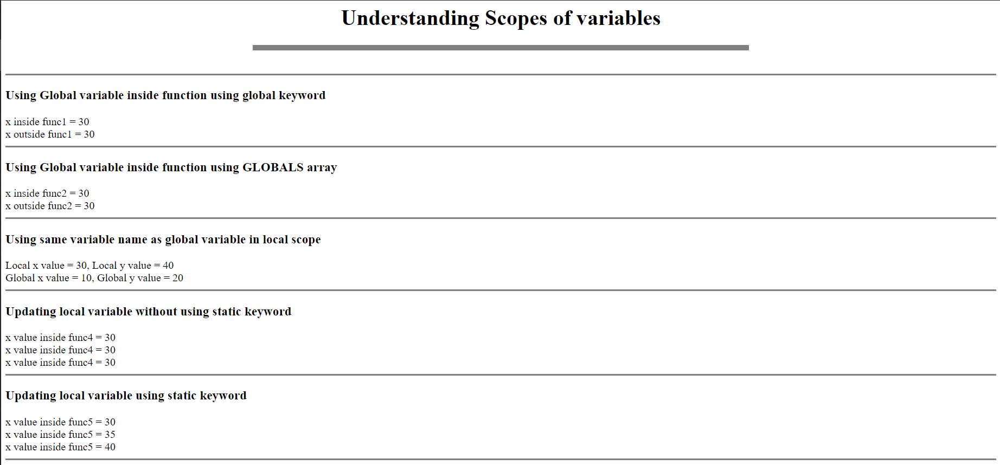 Understanding Scopes of variables
Using Global variable inside function using global keyword
x inside func1 = 30
x outside func1 = 30
Using Global variable inside function using GLOBALS array
x inside func2 = 30
x outside func2 = 30
Using same variable name as global variable in local scope
Local x value = 30, Local y value = 40
Global x value = 10, Global y value = 20
Updating local variable without using static keyword
x value inside func4 = 30
x value inside func4 = 30
x value inside func4 = 30
Updating local variable using static keyword
x value inside func5 = 30
x value inside func5 = 35
x value inside func5 = 40